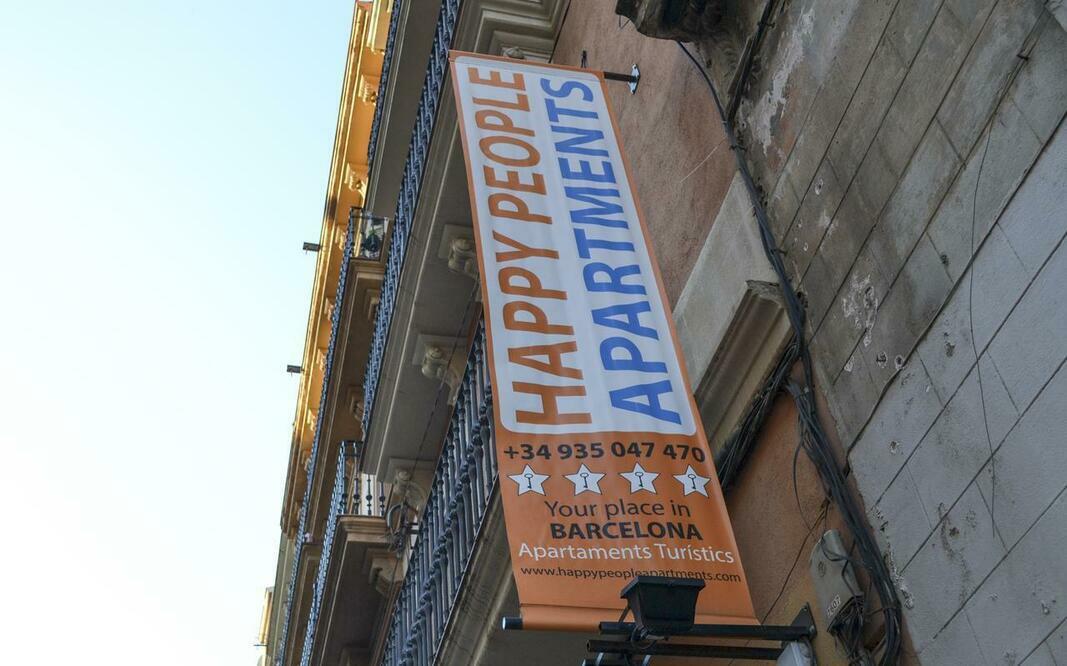 HAPPY PEOPLE
APARTMENTS
+34 935 047 470
Your place in
BARCELONA
Apartaments Turístics
www.happypeopleapartments.com